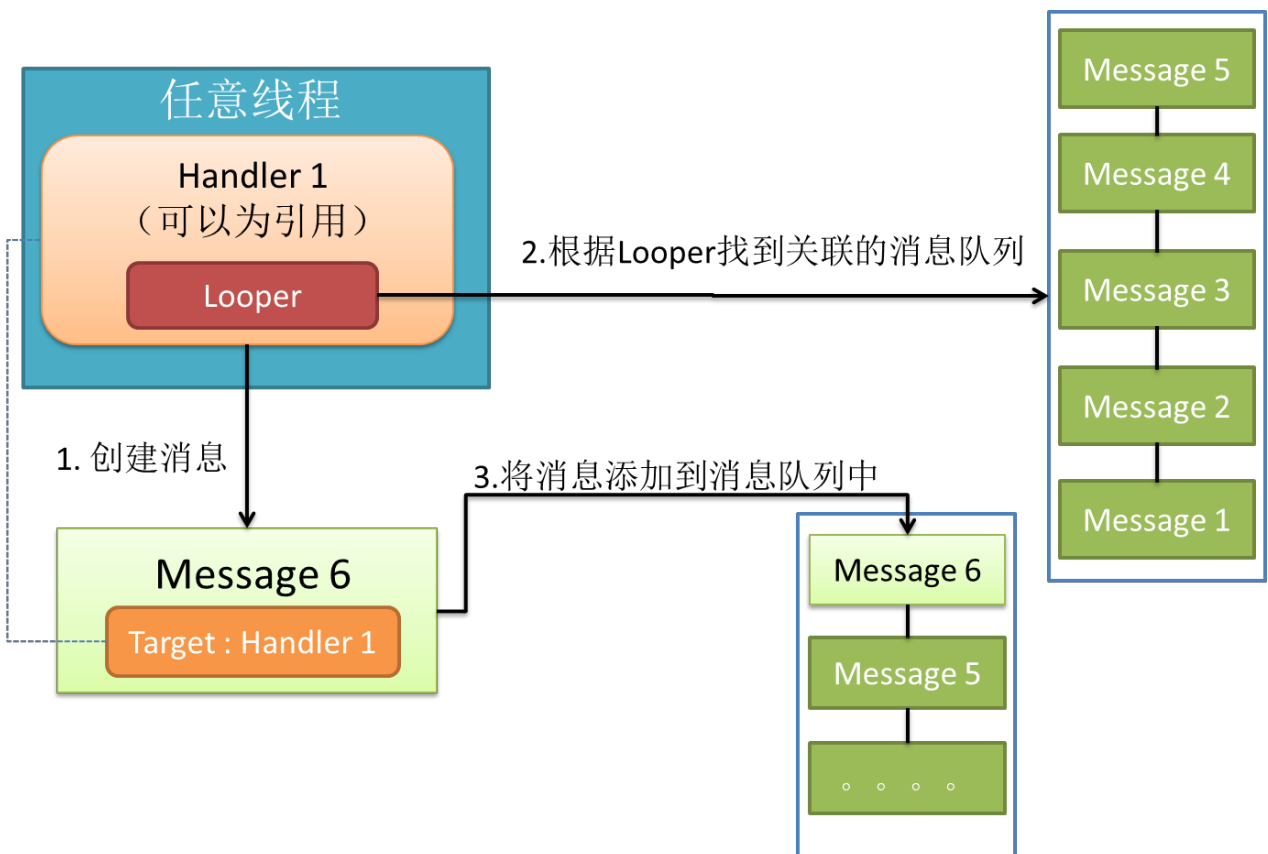 任意线程
Handler 1
（可以为引用）
Looper
2.根据Looper找到关联的消息队列
Message 5
Message 4
Message 3
Message 2
Message 1
1. 创建消息
3.将消息添加到消息队列中
Message 6
Target : Handler 1
Message 6
Message 5
。。。。